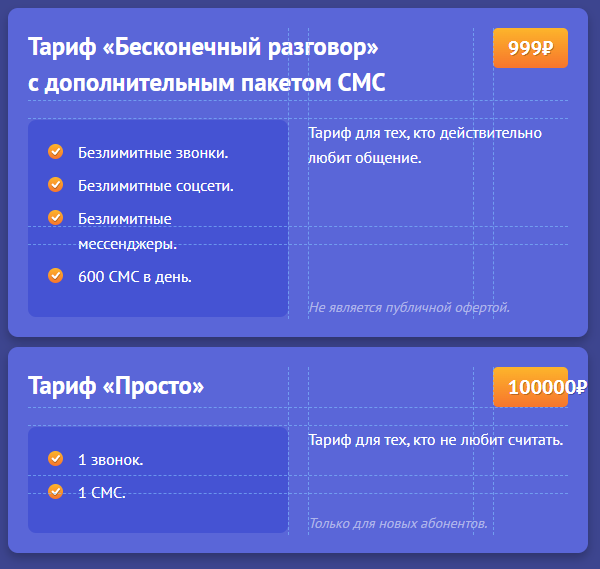 Тариф «Бесконечный разговор»
с дополнительным пакетом СМС
999₽
Безлимитные звонки.
Безлимитные соцсети.
Безлимитные
мессенджеры.
600 СМС в день.
Тариф для тех, кто действительно
любит общение.
Не является публичной офертой.
Тариф «Просто»
100000₽
1 звонок.
1 СМС.
Тариф для тех, кто не любит считать.
Только для новых абонентов.